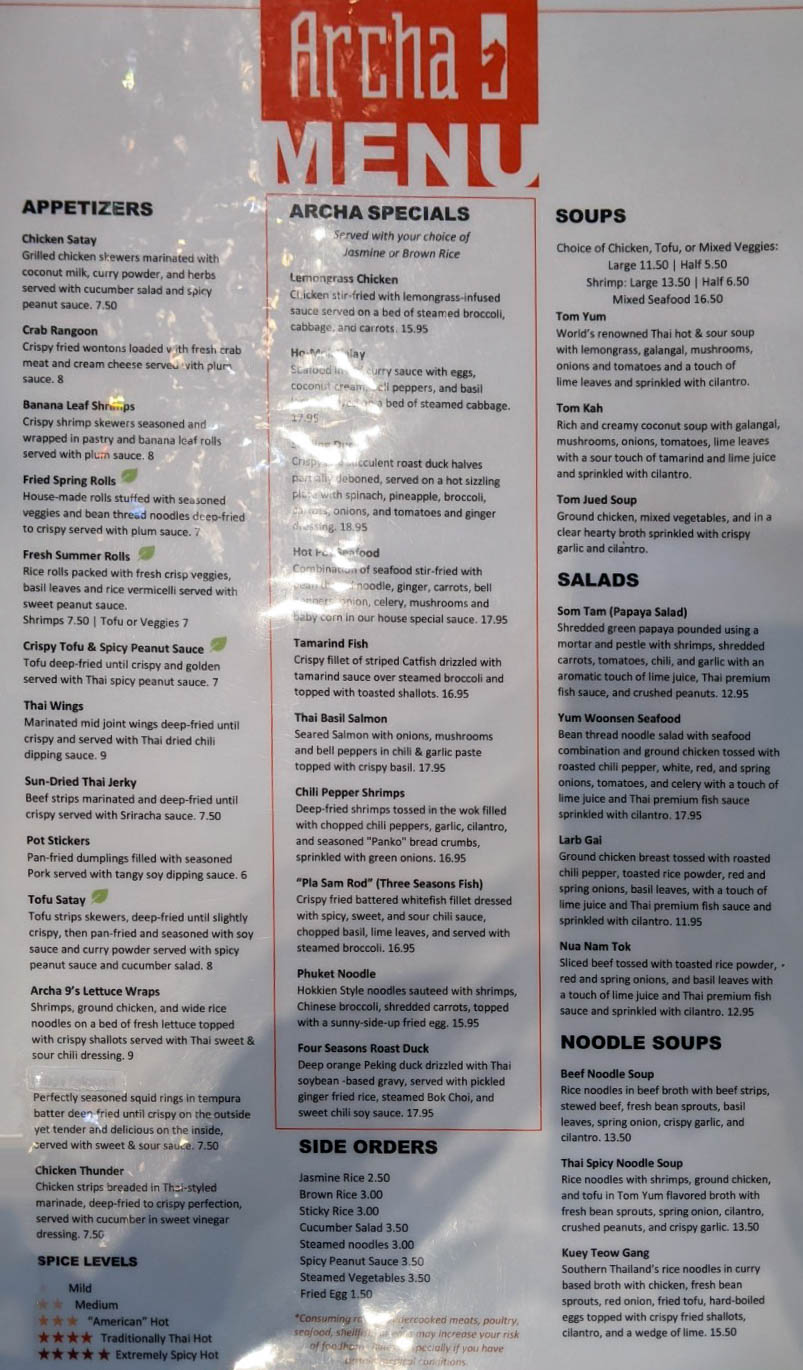 Archa 9
MENU
APPETIZERS
Chicken Satay
Grilled chicken skewers marinated with
coconut milk, curry powder, and herbs
served with cucumber salad and spicy
peanut sauce. 7.50
Crab Rangoon
Crispy fried wontons loaded with fresh crab
meat and cream cheese served with plum
sauce. 8
Banana Leaf Shrimps
Crispy shrimp skewers seasoned and
wrapped in pastry and banana leaf rolls
served with plum sauce. 8
Fried Spring Rolls
House-made rolls stuffed with seasoned
veggies and bean thread noodles deep-fried
to crispy served with plum sauce. 7
Fresh Summer Rolls
Rice rolls packed with fresh crisp veggies,
basil leaves and rice vermicelli served with
sweet peanut sauce.
Shrimps 7.50 | Tofu or Veggies 7
Crispy Tofu & Spicy Peanut Sauce
Tofu deep-fried until crispy and golden
served with Thai spicy peanut sauce. 7
Thai Wings
Marinated mid joint wings deep-fried until
crispy and served with Thai dried chili
dipping sauce. 9
Sun-Dried Thai Jerky
Beef strips marinated and deep-fried until
crispy served with Sriracha sauce. 7.50
Pot Stickers
Pan-fried dumplings filled with seasoned
Pork served with tangy soy dipping sauce. 6
Tofu Satay
Tofu strips skewers, deep-fried until slightly
crispy, then pan-fried and seasoned with soy
sauce and curry powder served with spicy
peanut sauce and cucumber salad. 8
Archa 9's Lettuce Wraps
Shrimps, ground chicken, and wide rice
noodles on a bed of fresh lettuce topped
with crispy shallots served with Thai sweet &
sour chili dressing. 9
Perfectly seasoned squid rings in tempura
batter deep fried until crispy on the outside
yet tender and delicious on the inside,
served with sweet & sour sauce. 7.50
Chicken Thunder
Chicken strips breaded in Thai-styled
marinade, deep-fried to crispy perfection,
served with cucumber in sweet vinegar
dressing. 7.50
SPICE LEVELS
Mild
Medium
"American" Hot
Traditionally Thai Hot
Extremely Spicy Hot
ARCHA SPECIALS
Served with your choice of
Jasmine or Brown Rice
Lemongrass Chicken
Chicken stir-fried with lemongrass-infused
sauce served on a bed of steamed broccoli,
cabbage, and carrots. 15.95
Seafood in curry sauce with eggs,
coconut cream, bell peppers, and basil
a bed of steamed cabbage.
17.95
Crispy succulent roast duck halves
partially deboned, served on a hot sizzling
plate with spinach, pineapple, broccoli,
carrots, onions, and tomatoes and ginger
dressing. 18.95
Hot Pot Seafood
Combination of seafood stir-fried with
bean thread noodle, ginger, carrots, bell
peppers, onion, celery, mushrooms and
baby corn in our house special sauce. 17.95
Tamarind Fish
Crispy fillet of striped Catfish drizzled with
tamarind sauce over steamed broccoli and
topped with toasted shallots. 16.95
Thai Basil Salmon
Seared Salmon with onions, mushrooms
and bell peppers in chili & garlic paste
topped with crispy basil. 17.95
Chili Pepper Shrimps
Deep-fried shrimps tossed in the wok filled
with chopped chili peppers, garlic, cilantro,
and seasoned "Panko" bread crumbs,
sprinkled with green onions. 16.95
"Pla Sam Rod" (Three Seasons Fish)
Crispy fried battered whitefish fillet dressed
with spicy, sweet, and sour chili sauce,
chopped basil, lime leaves, and served with
steamed broccoli. 16.95
Phuket Noodle
Hokkien Style noodles sauteed with shrimps,
Chinese broccoli, shredded carrots, topped
with a sunny-side-up fried egg. 15.95
Four Seasons Roast Duck
Deep orange Peking duck drizzled with Thai
soybean -based gravy, served with pickled
ginger fried rice, steamed Bok Choi, and
sweet chili soy sauce. 17.95
SIDE ORDERS
Jasmine Rice 2.50
Brown Rice 3.00
Sticky Rice 3.00
Cucumber Salad 3.50
Steamed noodles 3.00
Spicy Peanut Sauce 3.50
Steamed Vegetables 3.50
Fried Egg 1.50
*Consuming undercooked meats, poultry,
seafood, shellfish may increase your risk
of especially if you have
conditions
SOUPS
Choice of Chicken, Tofu, or Mixed Veggies:
Large 11.50 | Half 5.50
Shrimp: Large 13.50 | Half 6.50
Mixed Seafood 16.50
Tom Yum
World's renowned Thai hot & sour soup
with lemongrass, galangal, mushrooms,
onions and tomatoes and a touch of
lime leaves and sprinkled with cilantro.
Tom Kah
Rich and creamy coconut soup with galangal,
mushrooms, onions, tomatoes, lime leaves
with a sour touch of tamarind and lime juice
and sprinkled with cilantro.
Tom Jued Soup
Ground chicken, mixed vegetables, and in a
clear hearty broth sprinkled with crispy
garlic and cilantro.
SALADS
Som Tam (Papaya Salad)
Shredded green papaya pounded using a
mortar and pestle with shrimps, shredded
carrots, tomatoes, chili, and garlic with an
aromatic touch of lime juice, Thai premium
fish sauce, and crushed peanuts. 12.95
Yum Woonsen Seafood
Bean thread noodle salad with seafood
combination and ground chicken tossed with
roasted chili pepper, white, red, and spring
onions, tomatoes, and celery with a touch of
lime juice and Thai premium fish sauce
sprinkled with cilantro. 17.95
Larb Gai
Ground chicken breast tossed with roasted
chili pepper, toasted rice powder, red and
spring onions, basil leaves, with a touch of
lime juice and Thai premium fish sauce and
sprinkled with cilantro. 11.95
Nua Nam Tok
Sliced beef tossed with toasted rice powder,
red and spring onions, and basil leaves with
a touch of lime juice and Thai premium fish
sauce and sprinkled with cilantro. 12.95
NOODLE SOUPS
Beef Noodle Soup
Rice noodles in beef broth with beef strips,
stewed beef, fresh bean sprouts, basil
leaves, spring onion, crispy garlic, and
cilantro. 13.50
Thai Spicy Noodle Soup
Rice noodles with shrimps, ground chicken,
and tofu in Tom Yum flavored broth with
fresh bean sprouts, spring onion, cilantro,
crushed peanuts, and crispy garlic. 13.50
Kuey Teow Gang
Southern Thailand's rice noodles in curry
based broth with chicken, fresh bean
sprouts, red onion, fried tofu, hard-boiled
eggs topped with crispy fried shallots,
cilantro, and a wedge of lime. 15.50